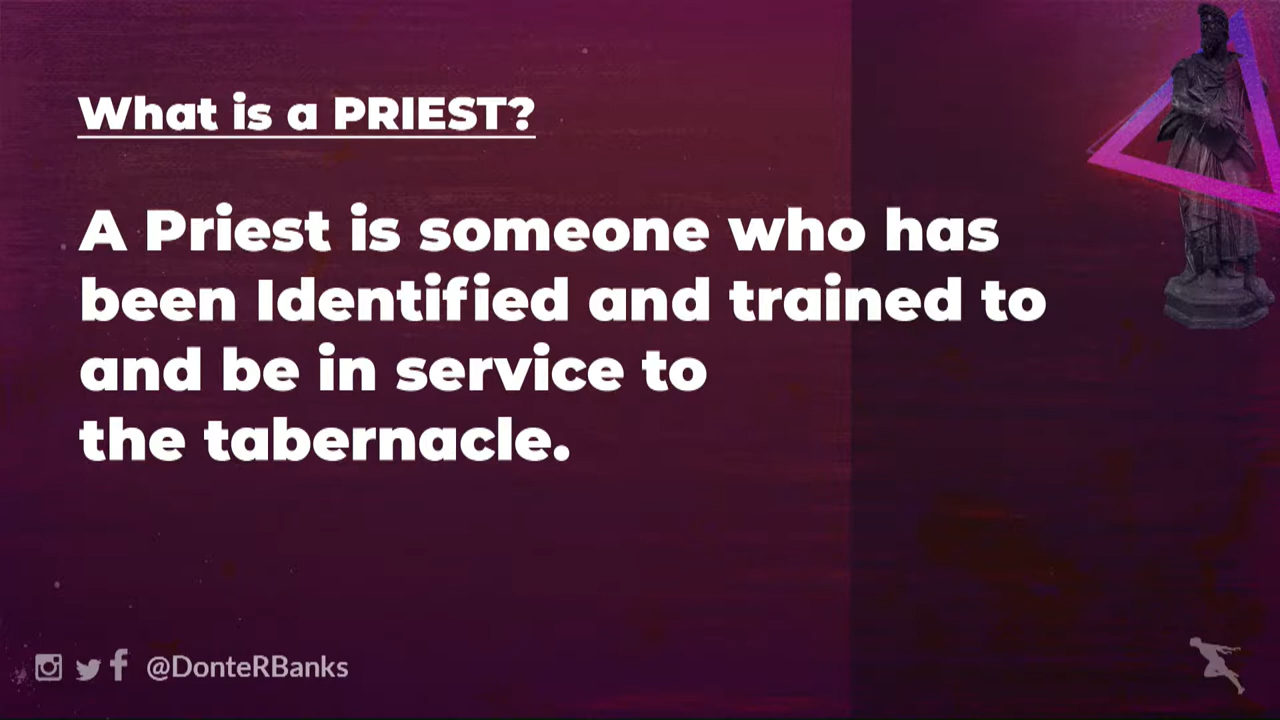 What is a PRIEST?
A Priest is someone who has
been Identified and trained to
and be in service to
the tabernacle.
@DonteRBanks